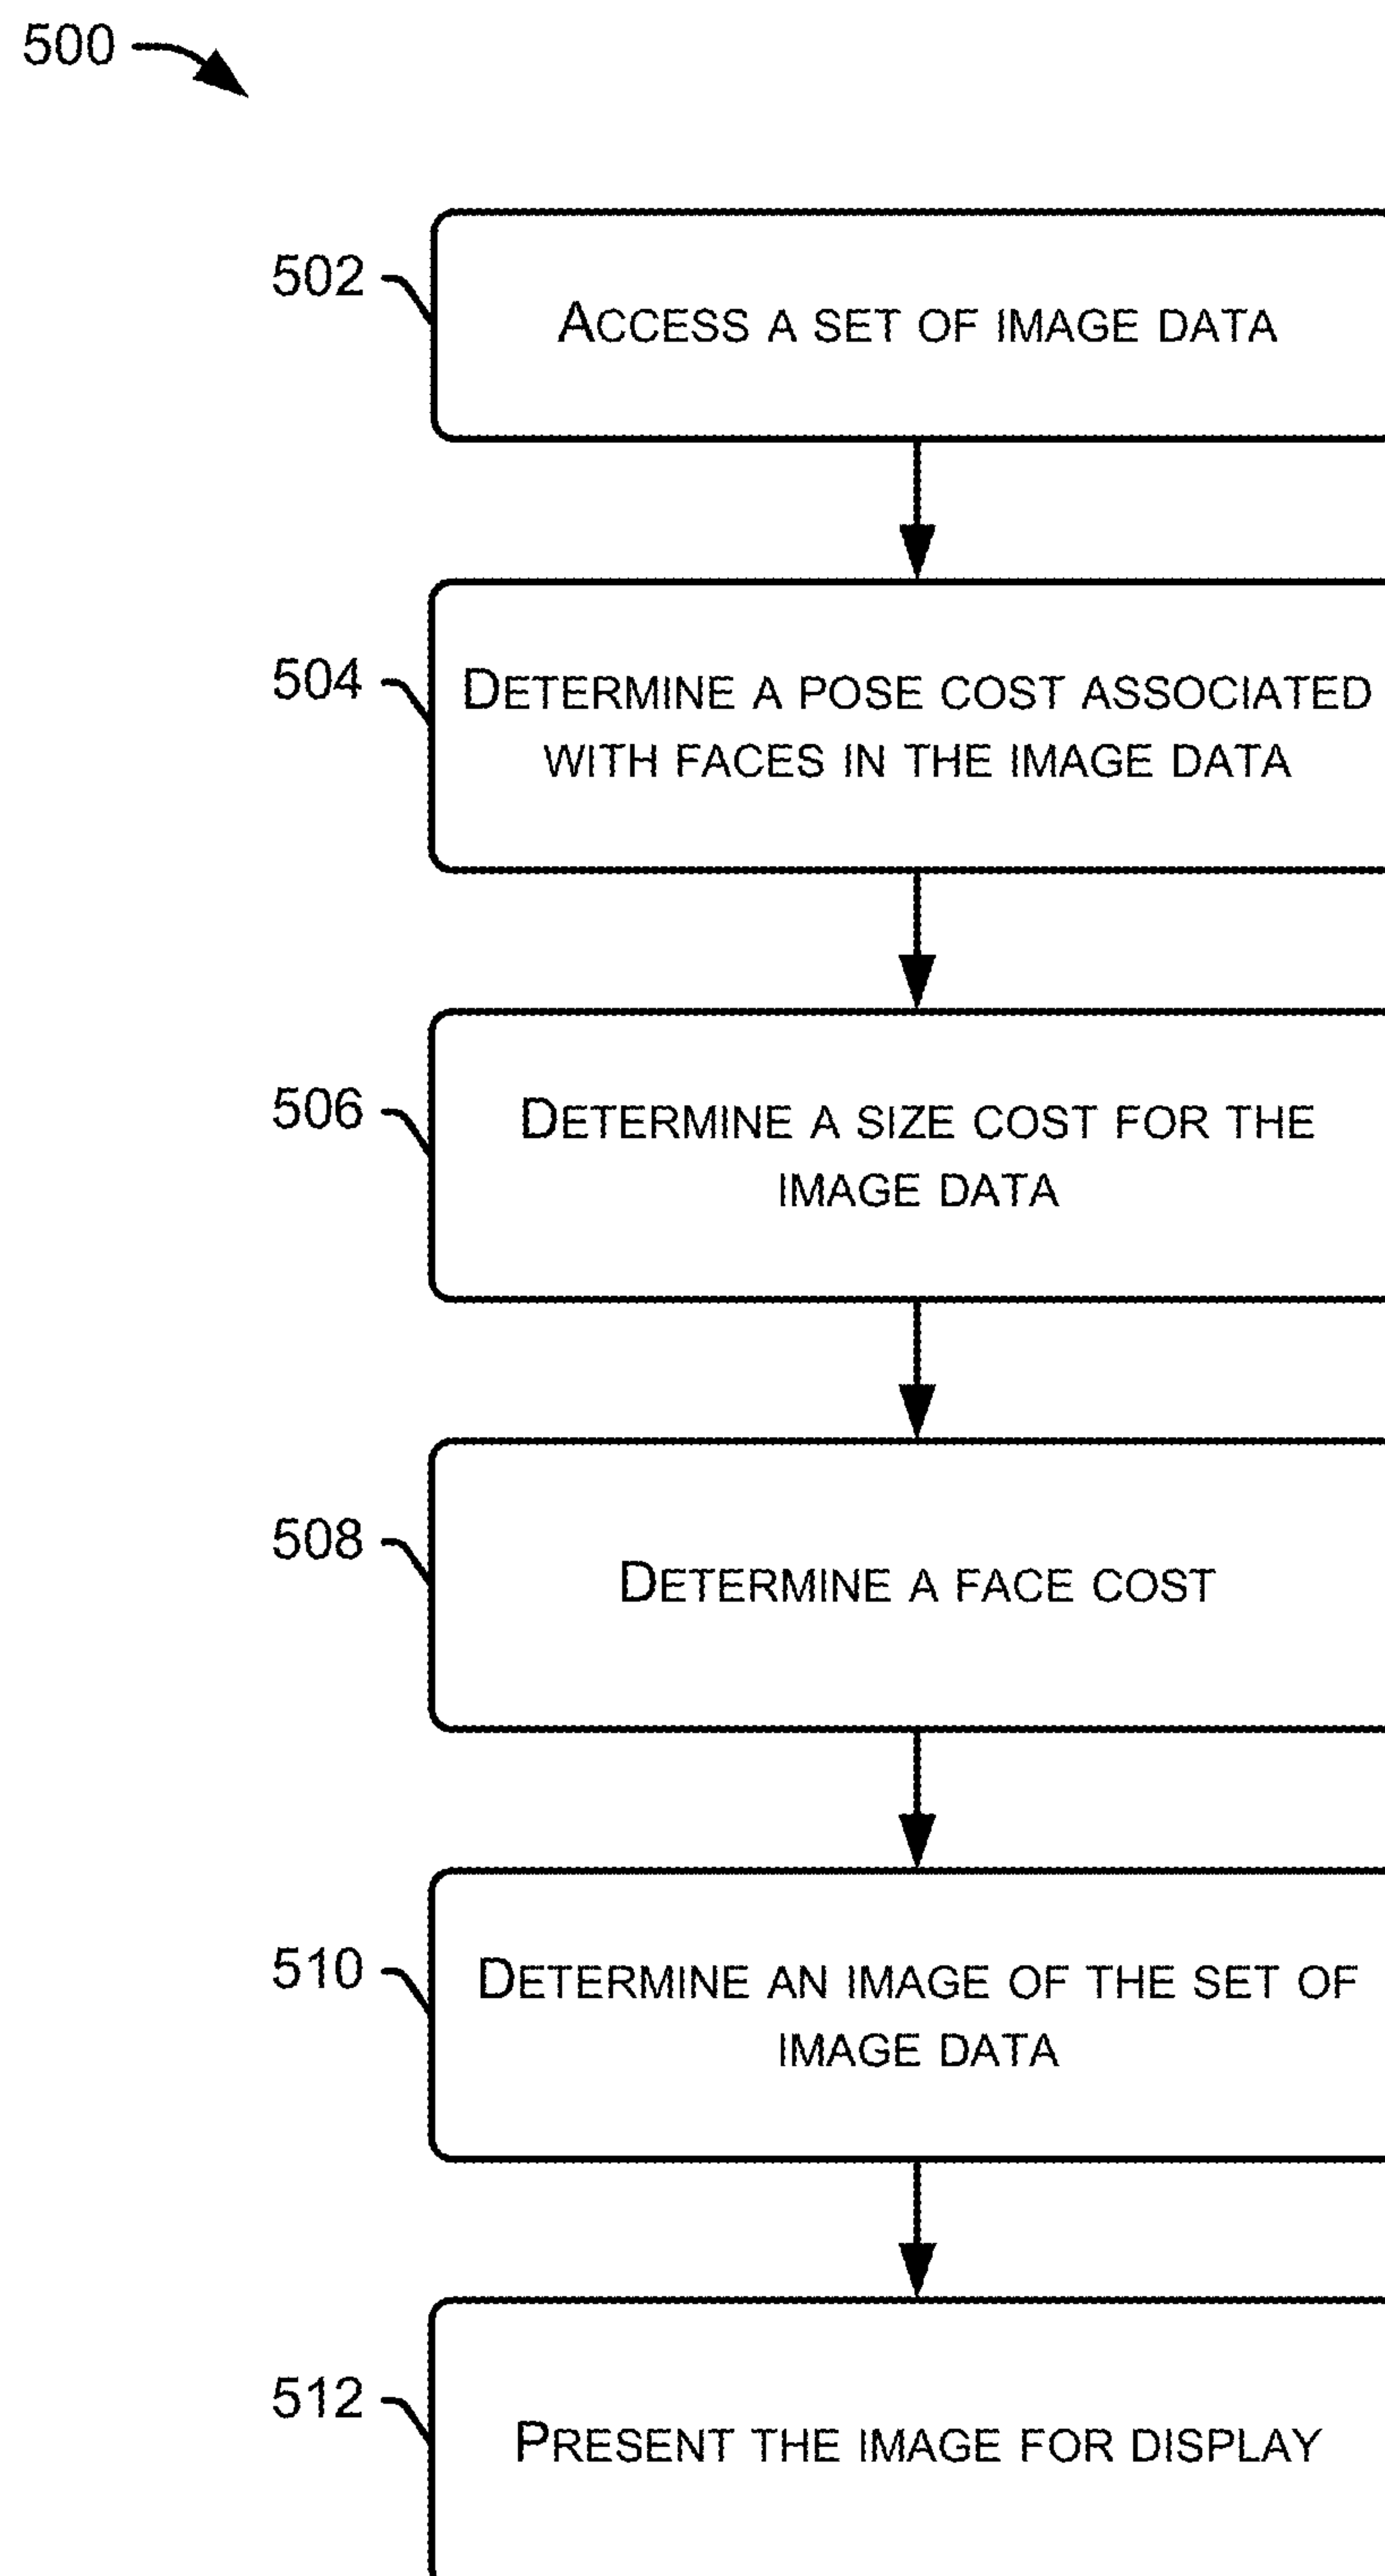 500
502
ACCESS A SET OF IMAGE DATA
504
DETERMINE A POSE COST ASSOCIATED
WITH FACES IN THE IMAGE DATA
506
DETERMINE A SIZE COST FOR THE
IMAGE DATA
508
DETERMINE A FACE COST
510
DETERMINE AN IMAGE OF THE SET OF
IMAGE DATA
512
PRESENT THE IMAGE FOR DISPLAY